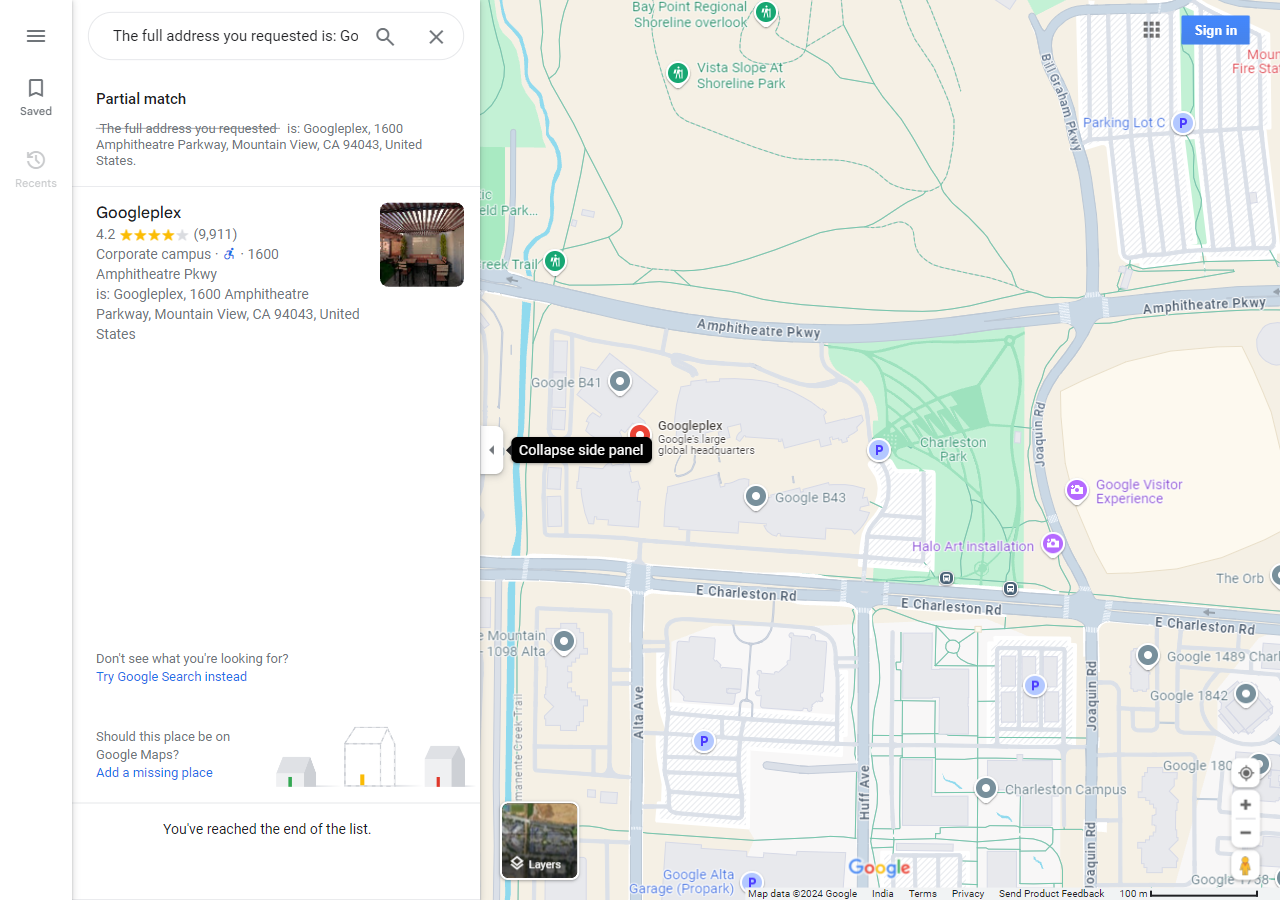 The full address you requested is: Go
Saved
Recents
Partial match
The full address you requested is: Googleplex, 1600
Amphitheatre Parkway, Mountain View, CA 94043, United
States.
Googleplex
4.2 (9,911)
Corporate campus · · 1600
Amphitheatre Pkwy
is: Googleplex, 1600 Amphitheatre
Parkway, Mountain View, CA 94043, United
States
Don't see what you're looking for?
Try Google Search instead
Should this place be on
Google Maps?
Add a missing place
You've reached the end of the list.
Collapse side panel
Sign in
Bay Point Regional
Shoreline overlook
Vista Slope At
Shoreline Park
Bill Graham Pkwy
Moun
Fire Stat
Parking Lot C
P
tic
eld Park...
reek Trail
Amphitheatre Pkwy
Amphitheatre Pkwy
Google B41
Googleplex
Google's large
global headquarters
P
Charleston
Park
Joaquin Rd
Google B43
Google Visitor
Experience
Halo Art installation
The Orb
E Charleston Rd
E Charleston Rd
E Charleston Rd
e Mountain
- 1098 Alta
Google 1489 Charl
P
Google 1842
Joaquin Rd
Alta Ave
manente Creek Trail
P
Google 180
Huff Ave
Charleston Campus
Joaquin Rd
Layers
Google
Google Alta
Garage (Propark)
P
Google 1758
Map data ©2024 Google
India
Terms
Privacy
Send Product Feedback
100 m